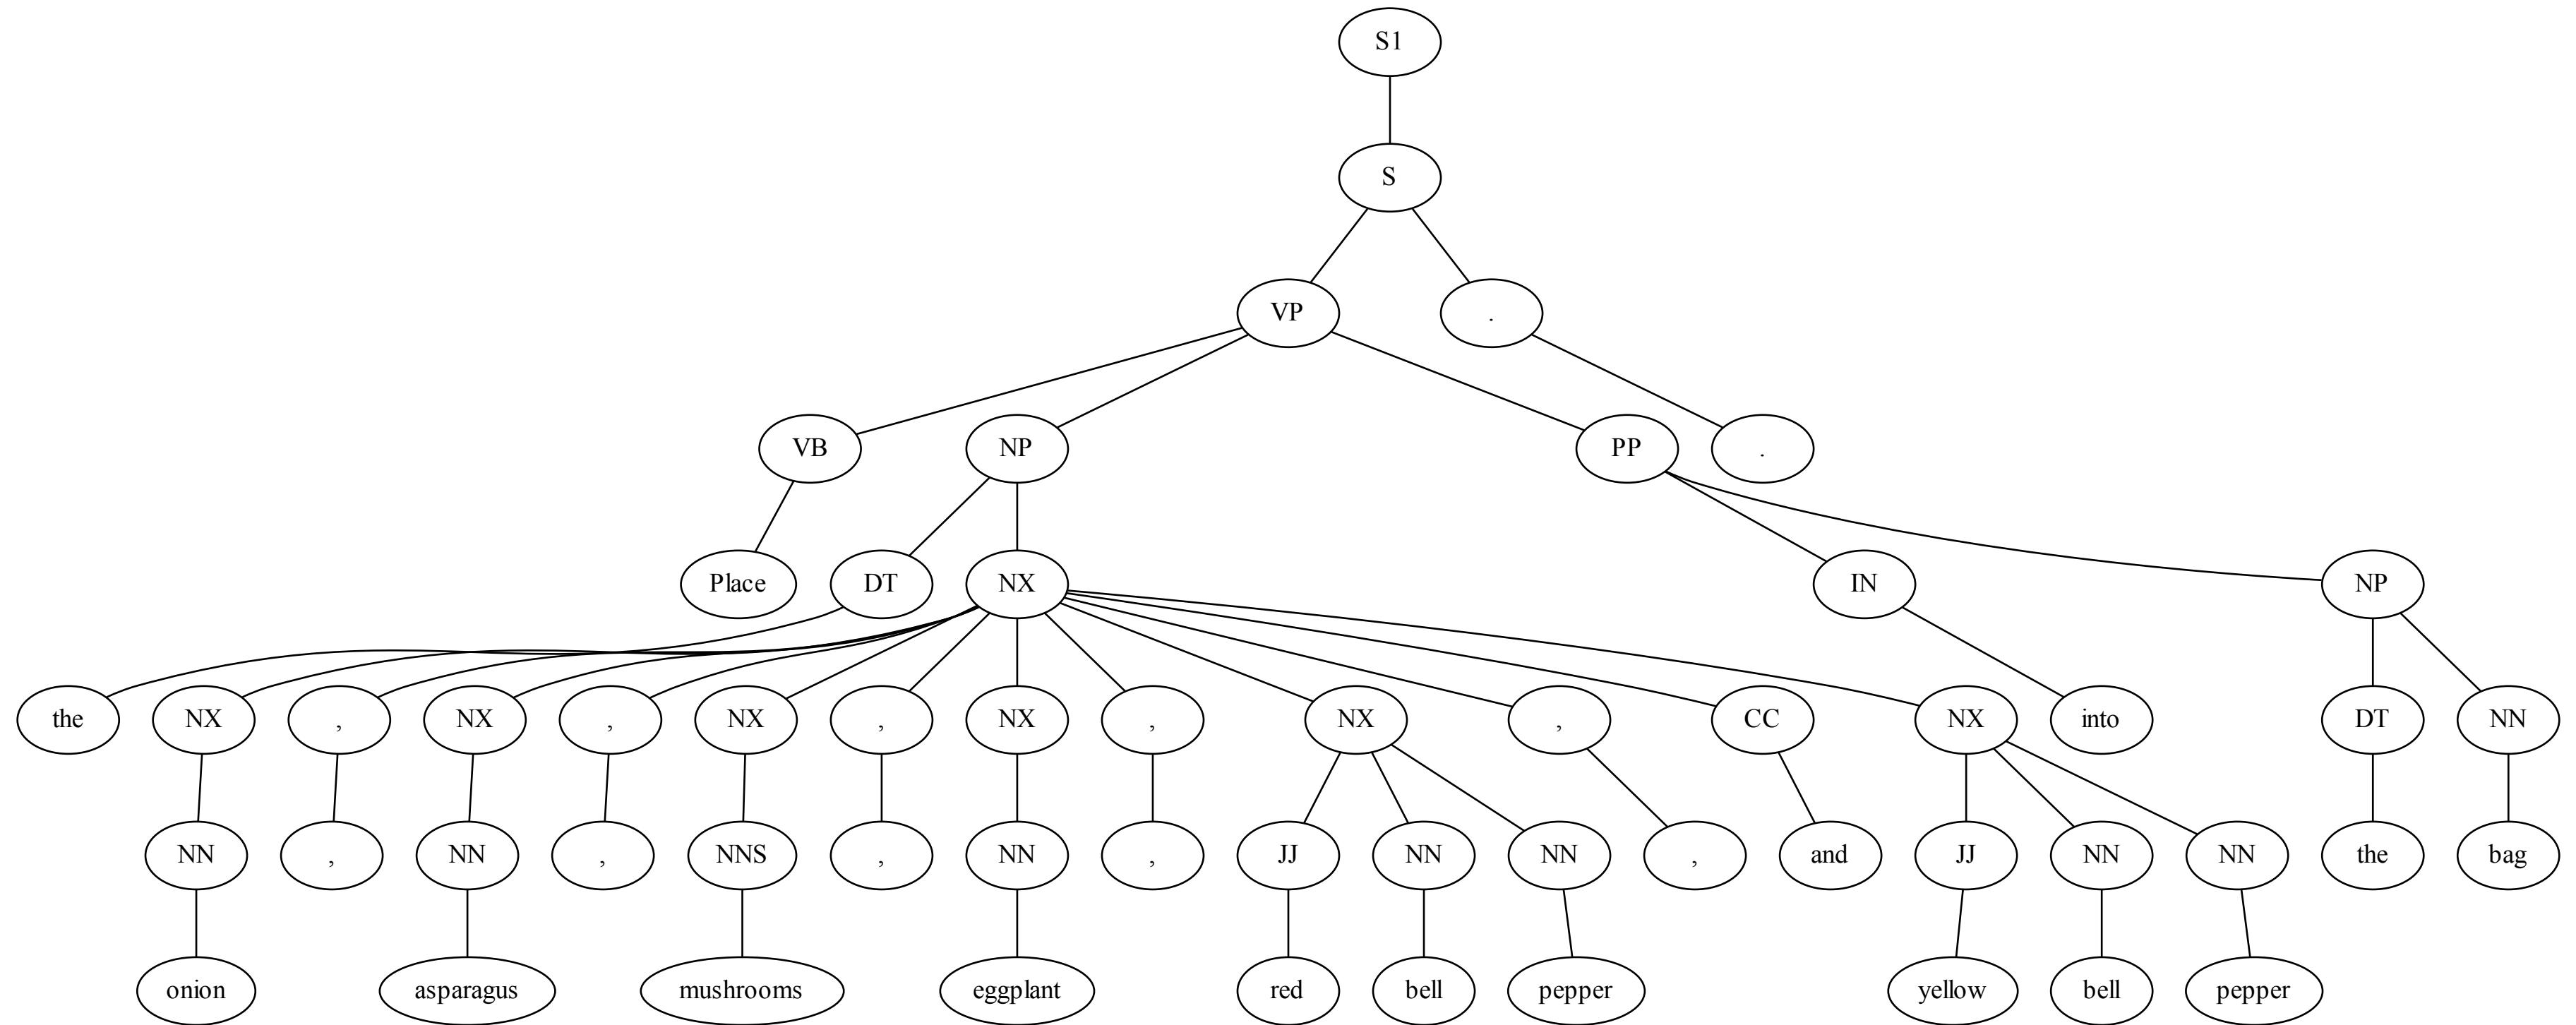 S1
S
VP .
VB NP PP .
Place DT NX IN NP
the NX , NX , NX , NX , NX , CC NX into DT NN
NN , NN , NNS , NN , JJ NN NN , and JJ NN NN the bag
onion asparagus mushrooms eggplant red bell pepper yellow bell pepper